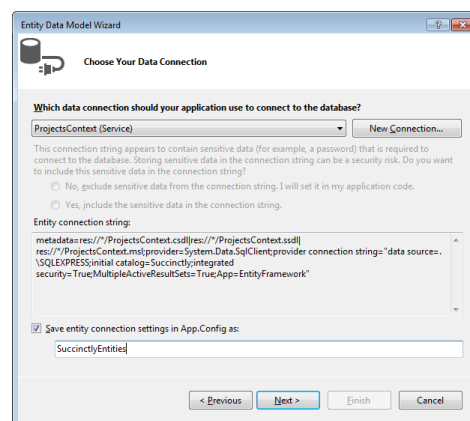 Entity Data Model Wizard
Choose Your Data Connection
Which data connection should your application use to connect to the database?
ProjectsContext (Service)
New Connection...
This connection string appears to contain sensitive data (for example, a password) that is required to
connect to the database. Storing sensitive data in the connection string can be a security risk. Do you want
to include this sensitive data in the connection string?
No, exclude sensitive data from the connection string. I will set it in my application code.
Yes, include the sensitive data in the connection string.
Entity connection string:
metadata=res://*/ProjectsContext.csdl|res://*/ProjectsContext.ssdl|
res://*/ProjectsContext.msl;provider=System.Data.SqlClient;provider connection string="data source=.
\SQLEXPRESS;initial catalog=Succinctly;integrated
security=True;MultipleActiveResultSets=True;App=EntityFramework"
Save entity connection settings in App.Config as:
SuccinctlyEntities
< Previous
Next >
Finish
Cancel